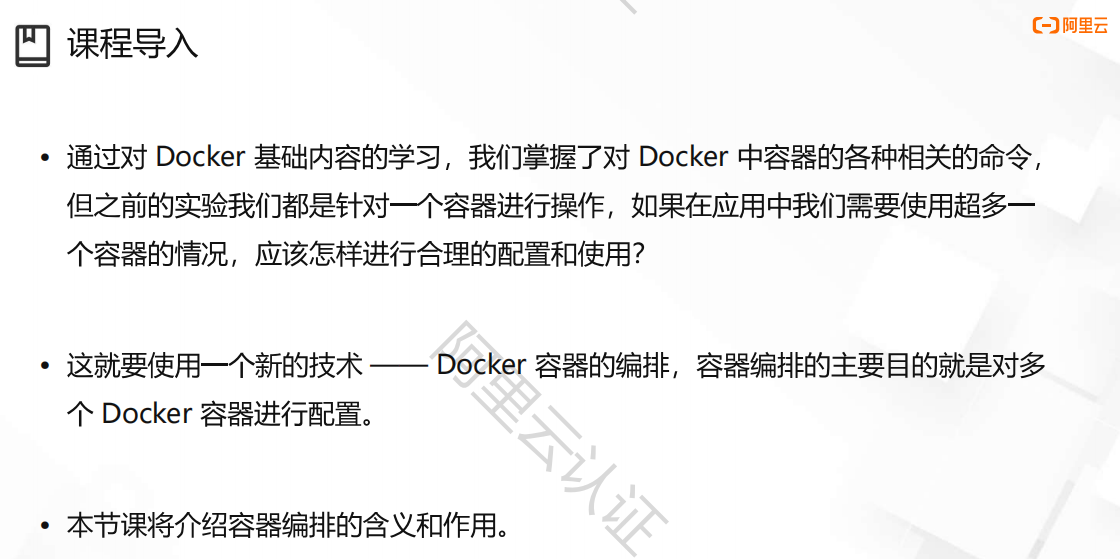 课程导入
阿里云
• 通过对 Docker 基础内容的学习，我们掌握了对 Docker 中容器的各种相关的命令，
但之前的实验我们都是针对一个容器进行操作，如果在应用中我们需要使用超多一
个容器的情况，应该怎样进行合理的配置和使用？
• 这就要使用一个新的技术 —— Docker 容器的编排，容器编排的主要目的就是对多
个 Docker 容器进行配置。
• 本节课将介绍容器编排的含义和作用。
阿里云认证